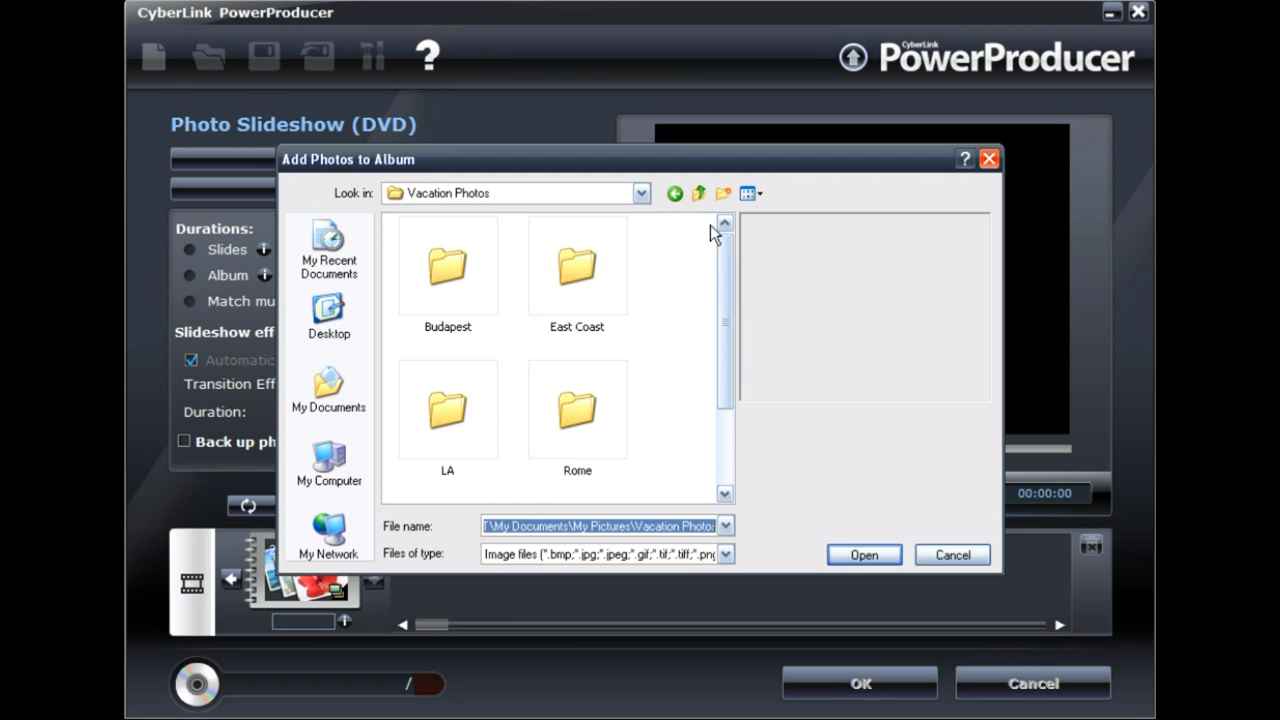 CyberLink PowerProducer
CyberLink
PowerProducer
Photo Slideshow (DVD)
Add Photos to Album
Look in: Vacation Photos
Durations:
Slides
Album
Match mu
Slideshow eff
Automatic
Transition Eff
Duration:
Back up ph
My Recent
Documents
Desktop
My Documents
My Computer
My Network
Budapest
East Coast
LA
Rome
File name: T\My Documents\My Pictures\Vacation Photos
Files of type: Image files (*.bmp;*.jpg;*.jpeg;*.gif;*.tif;*.tiff;*.png
Open
Cancel
00:00:00
/
OK
Cancel